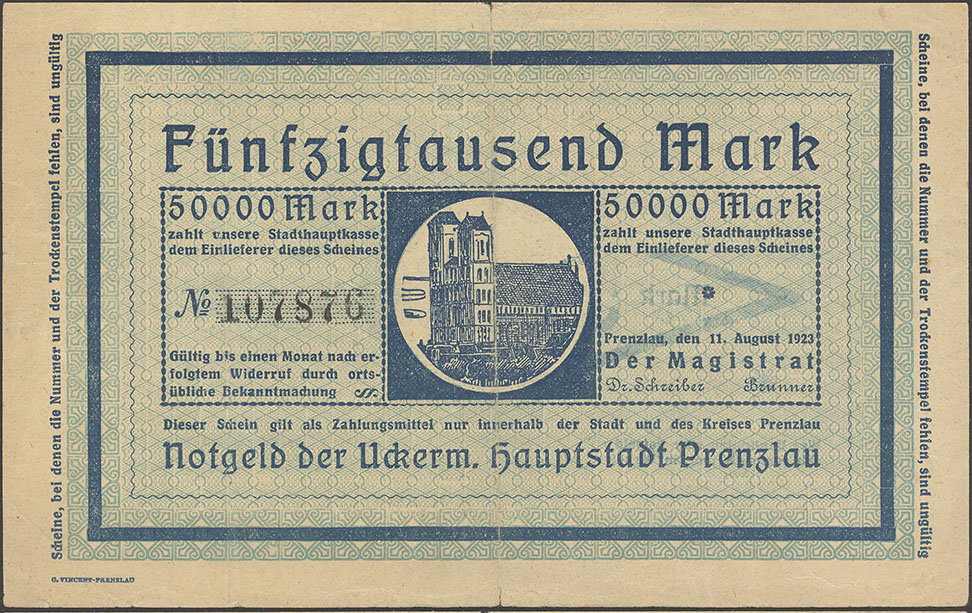 Fünfzigtausend Mark
50000 Mark
zahlt unsere Stadthauptkasse
dem Einlieferer dieses Scheines
№ 107876
Gültig bis einen Monat nach er-
folgtem Widerruf durch orts-
übliche Bekanntmachung
50000 Mark
zahlt unsere Stadthauptkasse
dem Einlieferer dieses Scheines
*
Prenzlau, den 11. August 1923
Der Magistrat
Dr. Schreiber Brunner
Dieser Schein gilt als Zahlungsmittel nur innerhalb der Stadt und des Kreises Prenzlau
Notgeld der Uckerm. Hauptstadt Prenzlau
Scheine, bei denen die Nummer und der Trockenstempel fehlen, sind ungültig
Scheine, bei denen die Nummer und der Trockenstempel fehlen, sind ungültig
C. VINCENT-PRENZLAU